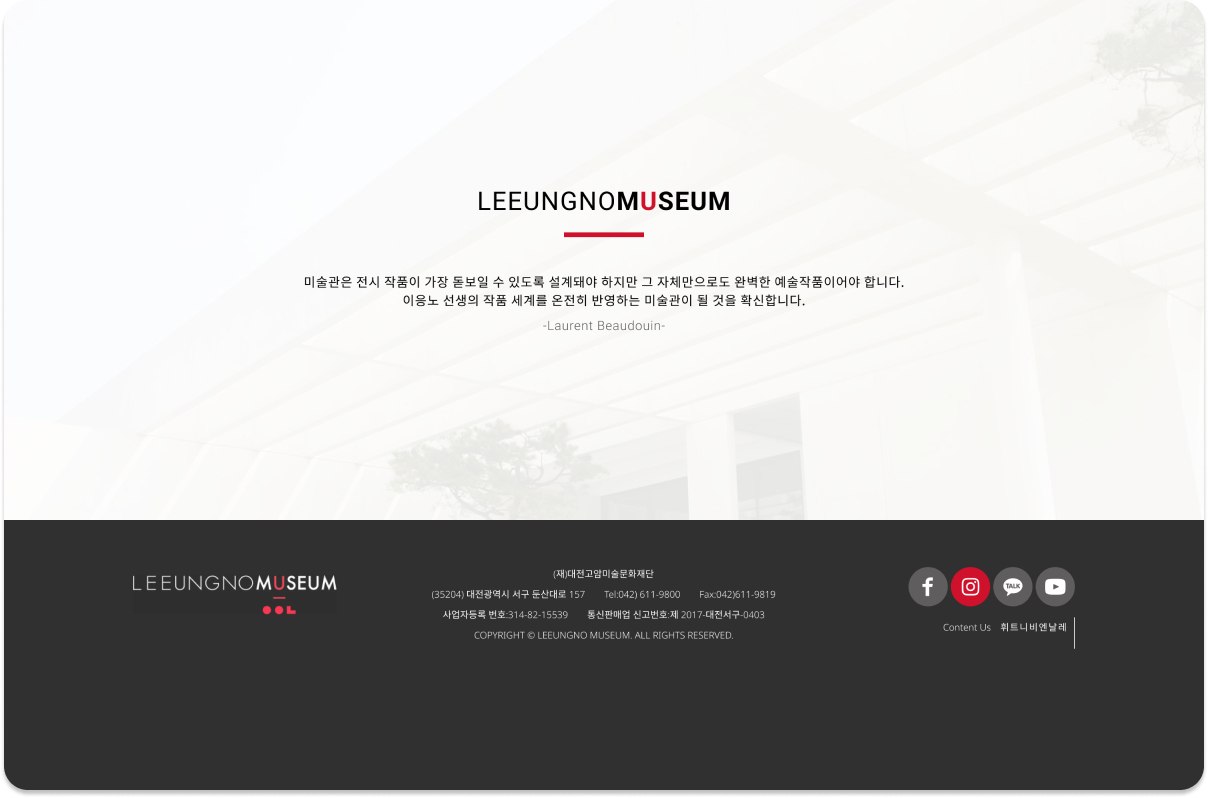 LEEUNGNOMUSEUM
미술관은 전시 작품이 가장 돋보일 수 있도록 설계돼야 하지만 그 자체만으로도 완벽한 예술작품이어야 합니다.
이응노 선생의 작품 세계를 온전히 반영하는 미술관이 될 것을 확신합니다.
-Laurent Beaudouin-
LEEUNGNOMUSEUM
(재)대전고암미술문화재단
(35204) 대전광역시 서구 둔산대로 157 Tel:042) 611-9800 Fax:042)611-9819
사업자등록 번호:314-82-15539 통신판매업 신고번호:제 2017-대전서구-0403
COPYRIGHT © LEEUNGNO MUSEUM. ALL RIGHTS RESERVED.
TALK
Content Us 휘트니비엔날레